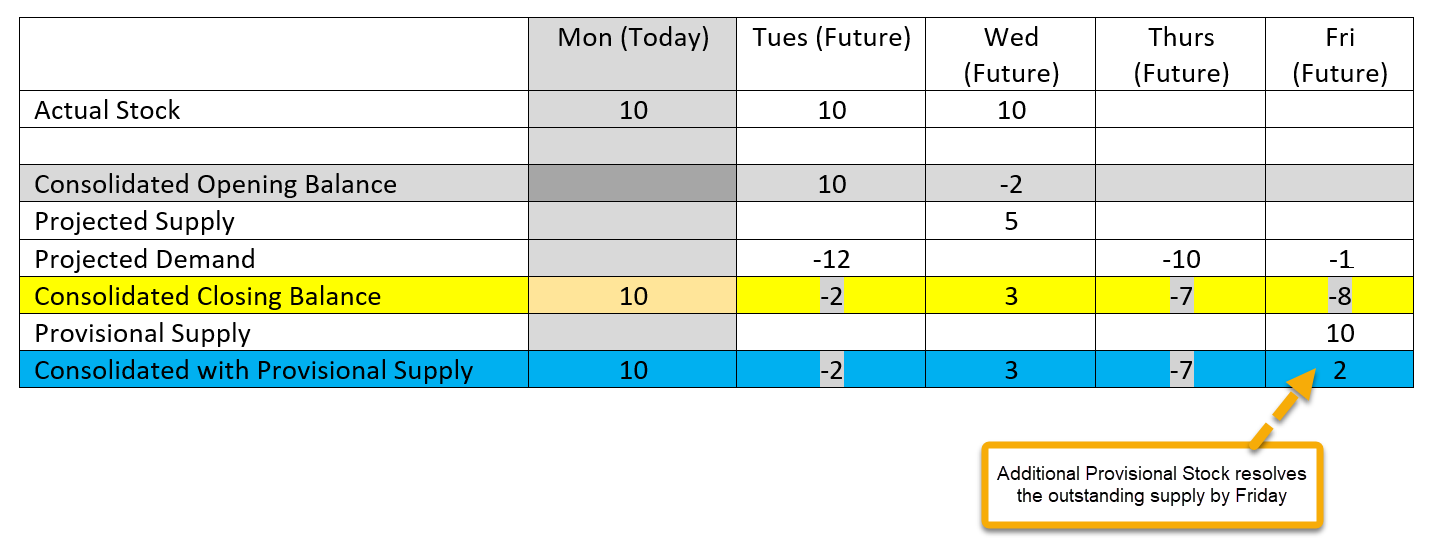 Mon (Today) Tues (Future) Wed (Future) Thurs (Future) Fri (Future)
Actual Stock 10 10 10
Consolidated Opening Balance 10 -2
Projected Supply 5
Projected Demand -12 -10 -1
Consolidated Closing Balance 10 -2 3 -7 -8
Provisional Supply 10
Consolidated with Provisional Supply 10 -2 3 -7 2
Additional Provisional Stock resolves
the outstanding supply by Friday